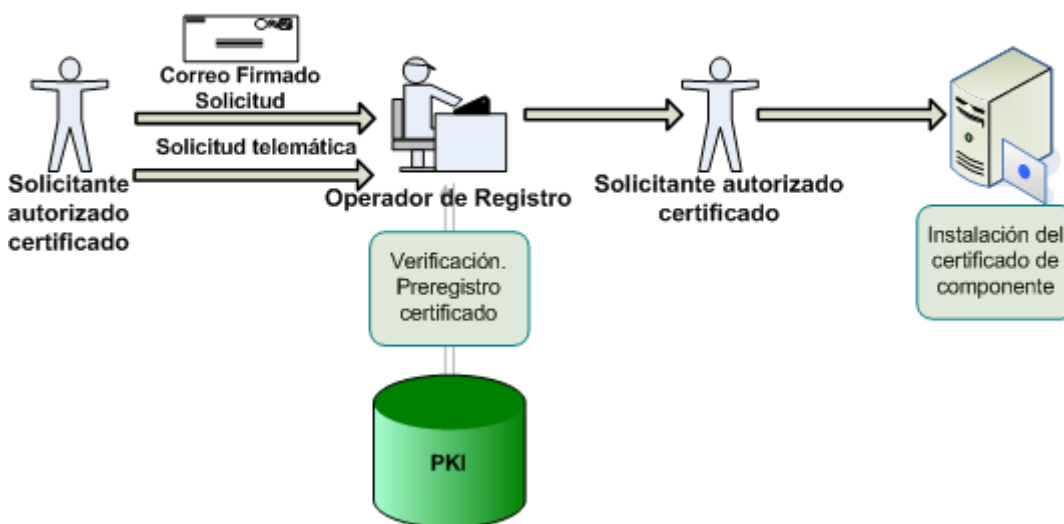 Correo Firmado
Solicitud
Solicitud telemática
Solicitante
autorizado
certificado
Operador de Registro
Solicitante autorizado
certificado
Verificación.
Preregistro
certificado
Instalación del
certificado de
componente
PKI